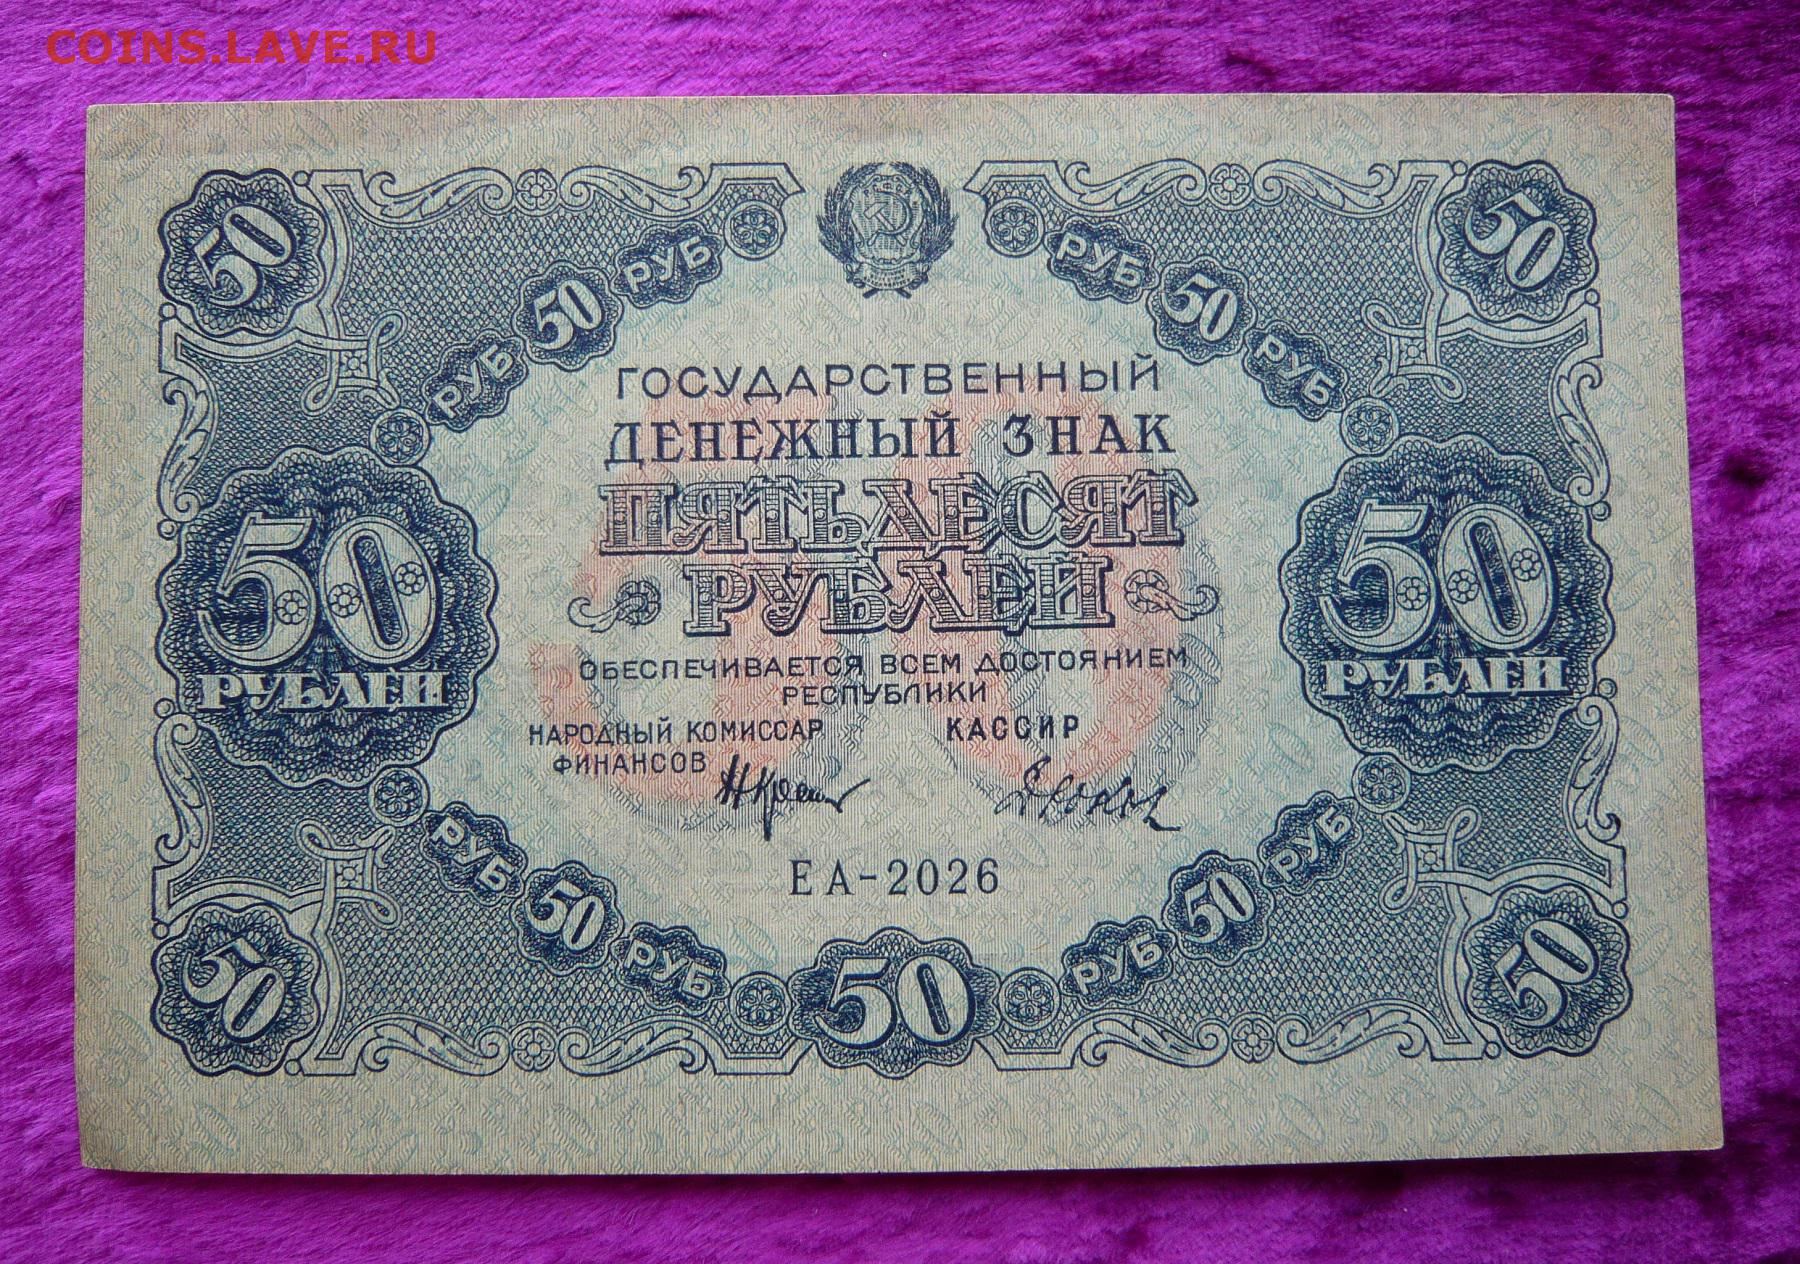 COINS.LAVE.RU
50
50
РУБ 50 РУБ
РУБ 50 РУБ
ГОСУДАРСТВЕННЫЙ
ДЕНЕЖНЫЙ ЗНАК
ПЯТЬДЕСЯТ
РУБЛЕЙ
50
РУБЛЕЙ
50
РУБЛЕЙ
ОБЕСПЕЧИВАЕТСЯ ВСЕМ ДОСТОЯНИЕМ
РЕСПУБЛИКИ
НАРОДНЫЙ КОМИССАР
ФИНАНСОВ
КАССИР
ЕА-2026
РУБ 50 РУБ
50
РУБ 50 РУБ
50
50